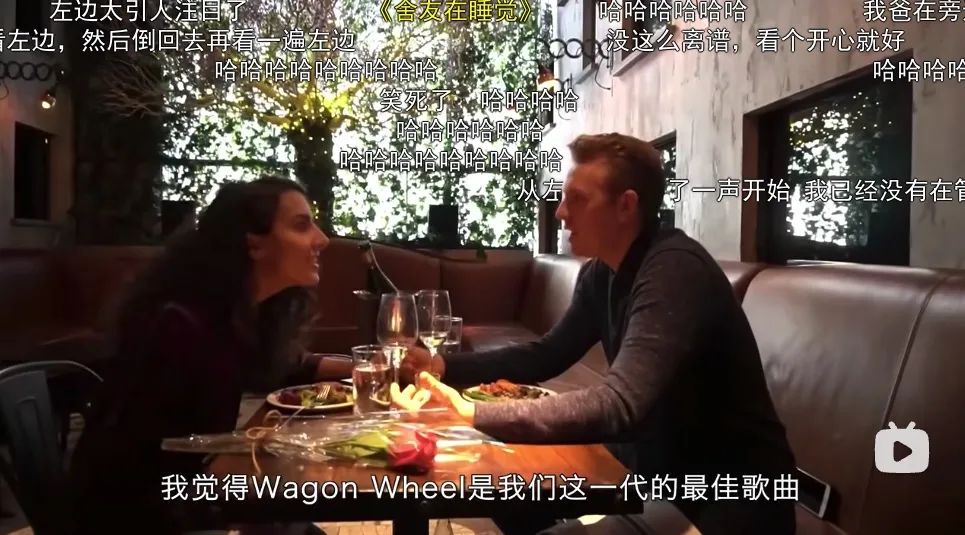 左边太引人注目了 《舍友在睡觉》 哈哈哈哈哈哈 我爸在旁
看左边，然后倒回去再看一遍左边 没这么离谱，看个开心就好
哈哈哈哈哈哈哈哈哈 哈哈哈哈
笑死了 哈哈哈哈
哈哈哈哈哈哈
哈哈哈哈哈哈哈哈哈
从左 了一声开始 我已经没有在管
我觉得Wagon Wheel是我们这一代的最佳歌曲